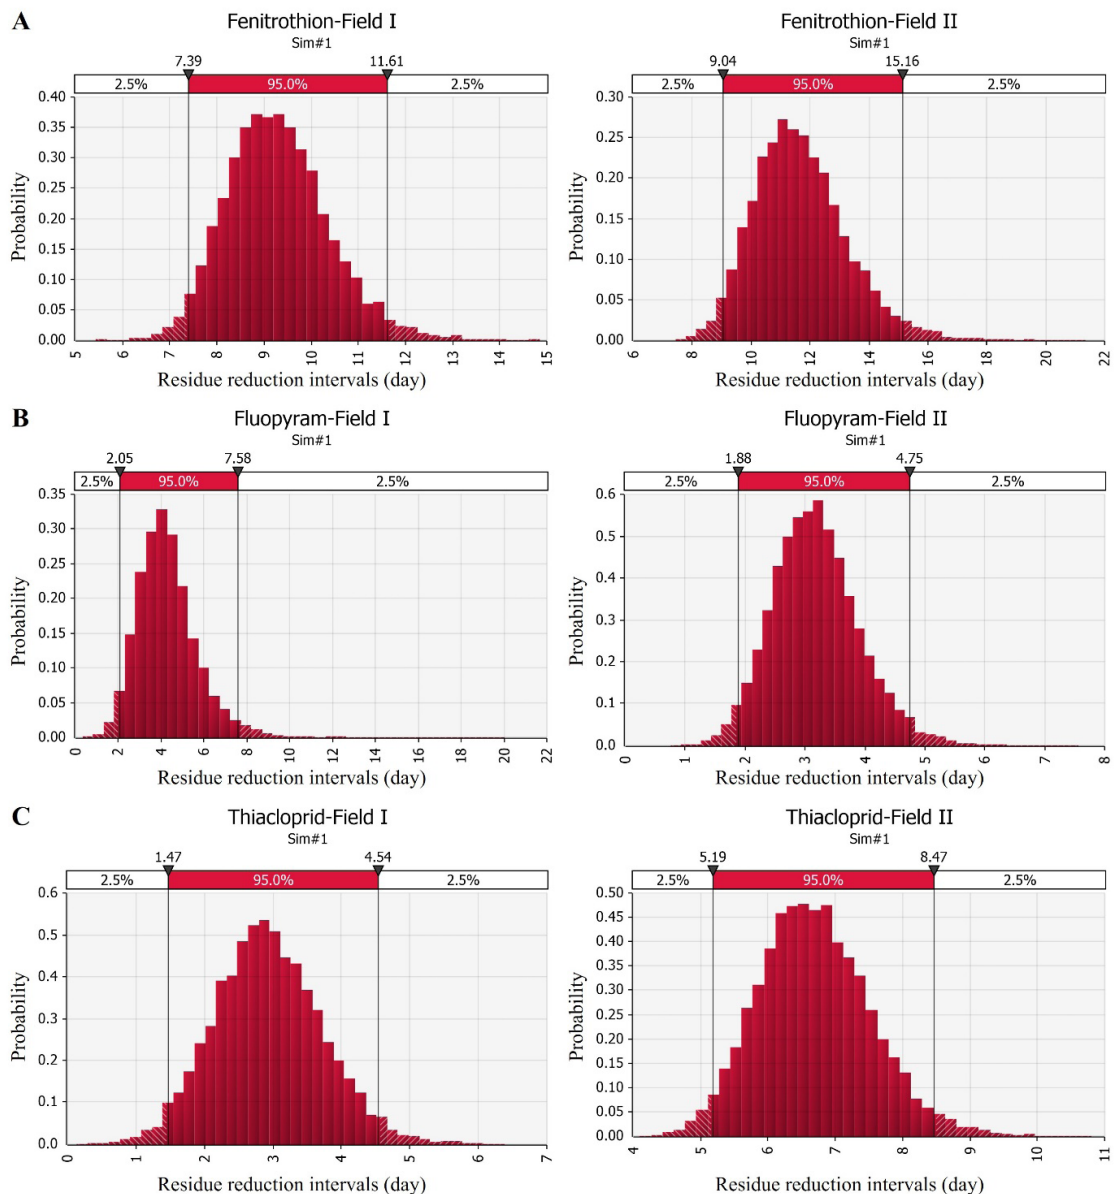 A
Fenitrothion-Field I
Sim#1
7.39 11.61
2.5% 95.0% 2.5%
0.40
0.35
0.30
0.25
0.20
0.15
0.10
0.05
0.00
Probability
5 6 7 8 9 10 11 12 13 14 15
Residue reduction intervals (day)
Fenitrothion-Field II
Sim#1
9.04 15.16
2.5% 95.0% 2.5%
0.30
0.25
0.20
0.15
0.10
0.05
0.00
Probability
6 8 10 12 14 16 18 20 22
Residue reduction intervals (day)
B
Fluopyram-Field I
Sim#1
2.05 7.58
2.5% 95.0% 2.5%
0.35
0.30
0.25
0.20
0.15
0.10
0.05
0.00
Probability
0 2 4 6 8 10 12 14 16 18 20 22
Residue reduction intervals (day)
Fluopyram-Field II
Sim#1
1.88 4.75
2.5% 95.0% 2.5%
0.6
0.5
0.4
0.3
0.2
0.1
0.0
Probability
0 1 2 3 4 5 6 7 8
Residue reduction intervals (day)
C
Thiacloprid-Field I
Sim#1
1.47 4.54
2.5% 95.0% 2.5%
0.6
0.5
0.4
0.3
0.2
0.1
0.0
Probability
0 1 2 3 4 5 6 7
Residue reduction intervals (day)
Thiacloprid-Field II
Sim#1
5.19 8.47
2.5% 95.0% 2.5%
0.50
0.45
0.40
0.35
0.30
0.25
0.20
0.15
0.10
0.05
0.00
Probability
4 5 6 7 8 9 10 11
Residue reduction intervals (day)